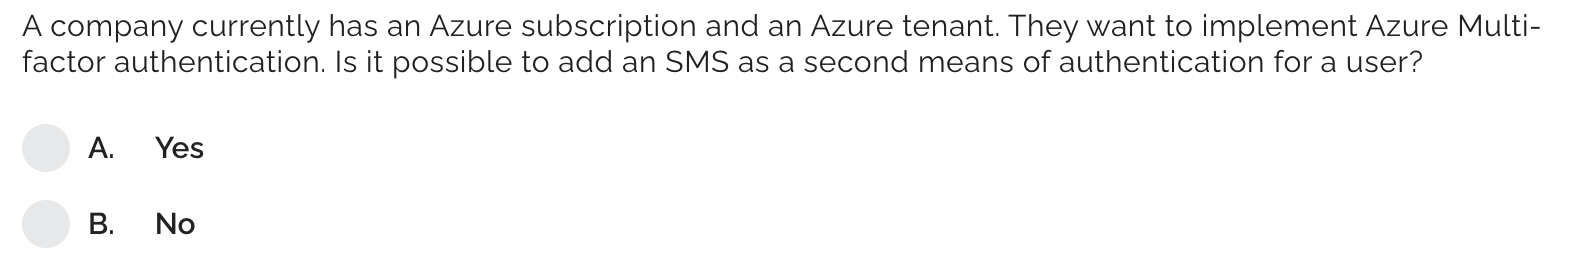 A company currently has an Azure subscription and an Azure tenant. They want to implement Azure Multi-
factor authentication. Is it possible to add an SMS as a second means of authentication for a user?
A. Yes
B. No